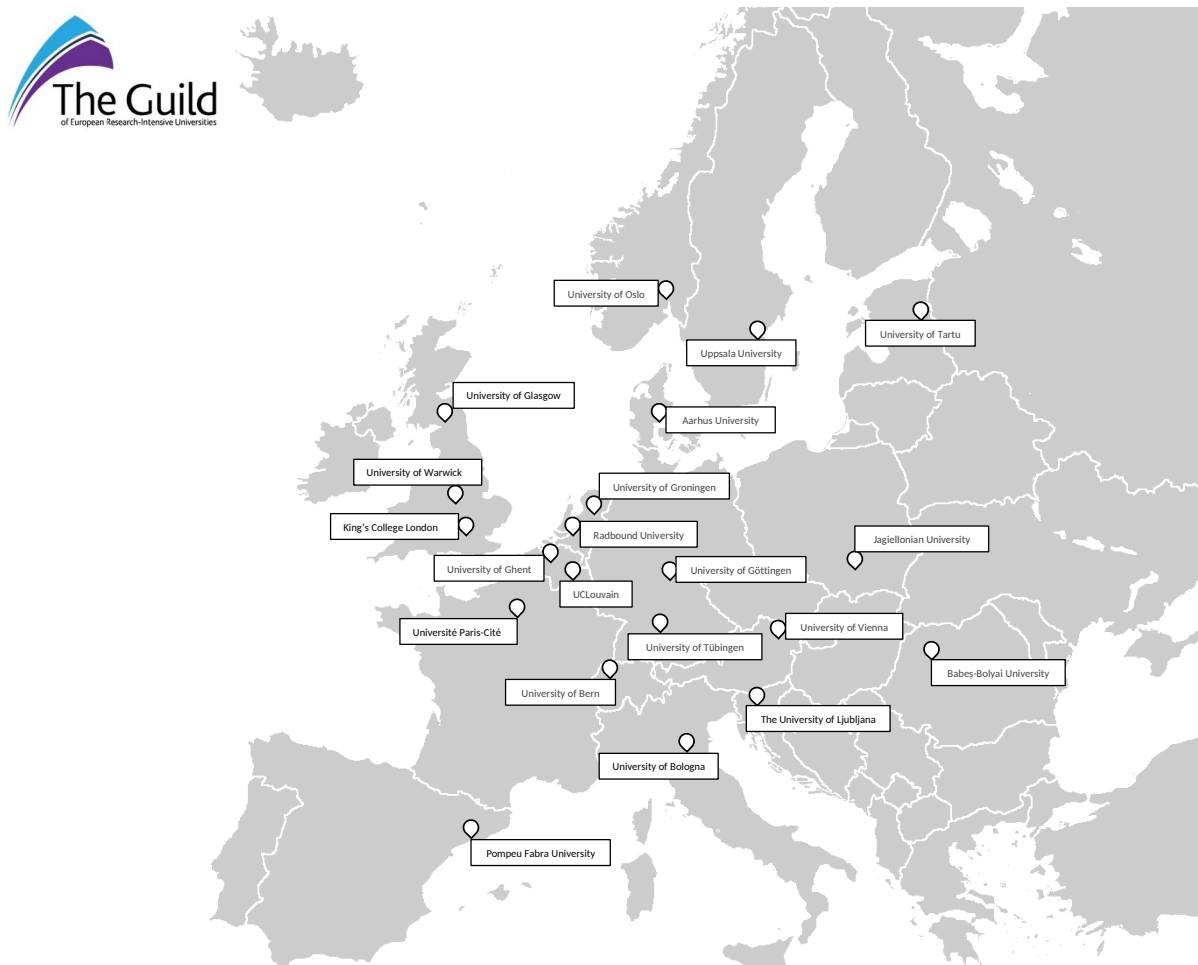 The Guild
of European Research-Intensive Universities
University of Oslo
University of Tartu
Uppsala University
University of Glasgow
Aarhus University
University of Warwick
University of Groningen
King's College London
Radbound University
Jagiellonian University
University of Ghent
University of Göttingen
UCLouvain
Université Paris-Cité
University of Vienna
University of Tübingen
Babeș-Bolyai University
University of Bern
The University of Ljubljana
University of Bologna
Pompeu Fabra University